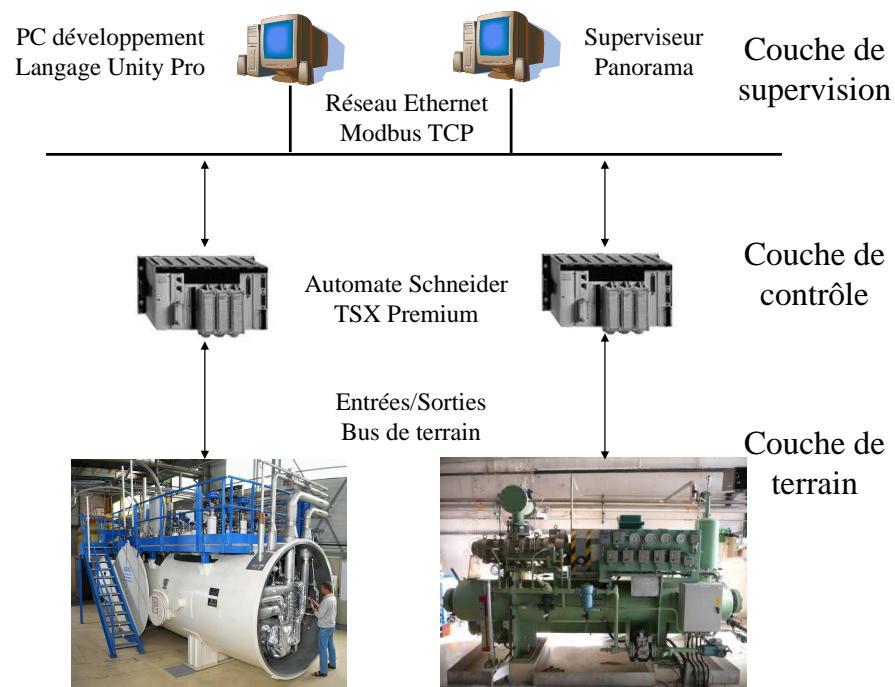 PC développement
Langage Unity Pro
Superviseur
Panorama
Couche de
supervision
Réseau Ethernet
Modbus TCP
Automate Schneider
TSX Premium
Couche de
contrôle
Entrées/Sorties
Bus de terrain
Couche de
terrain